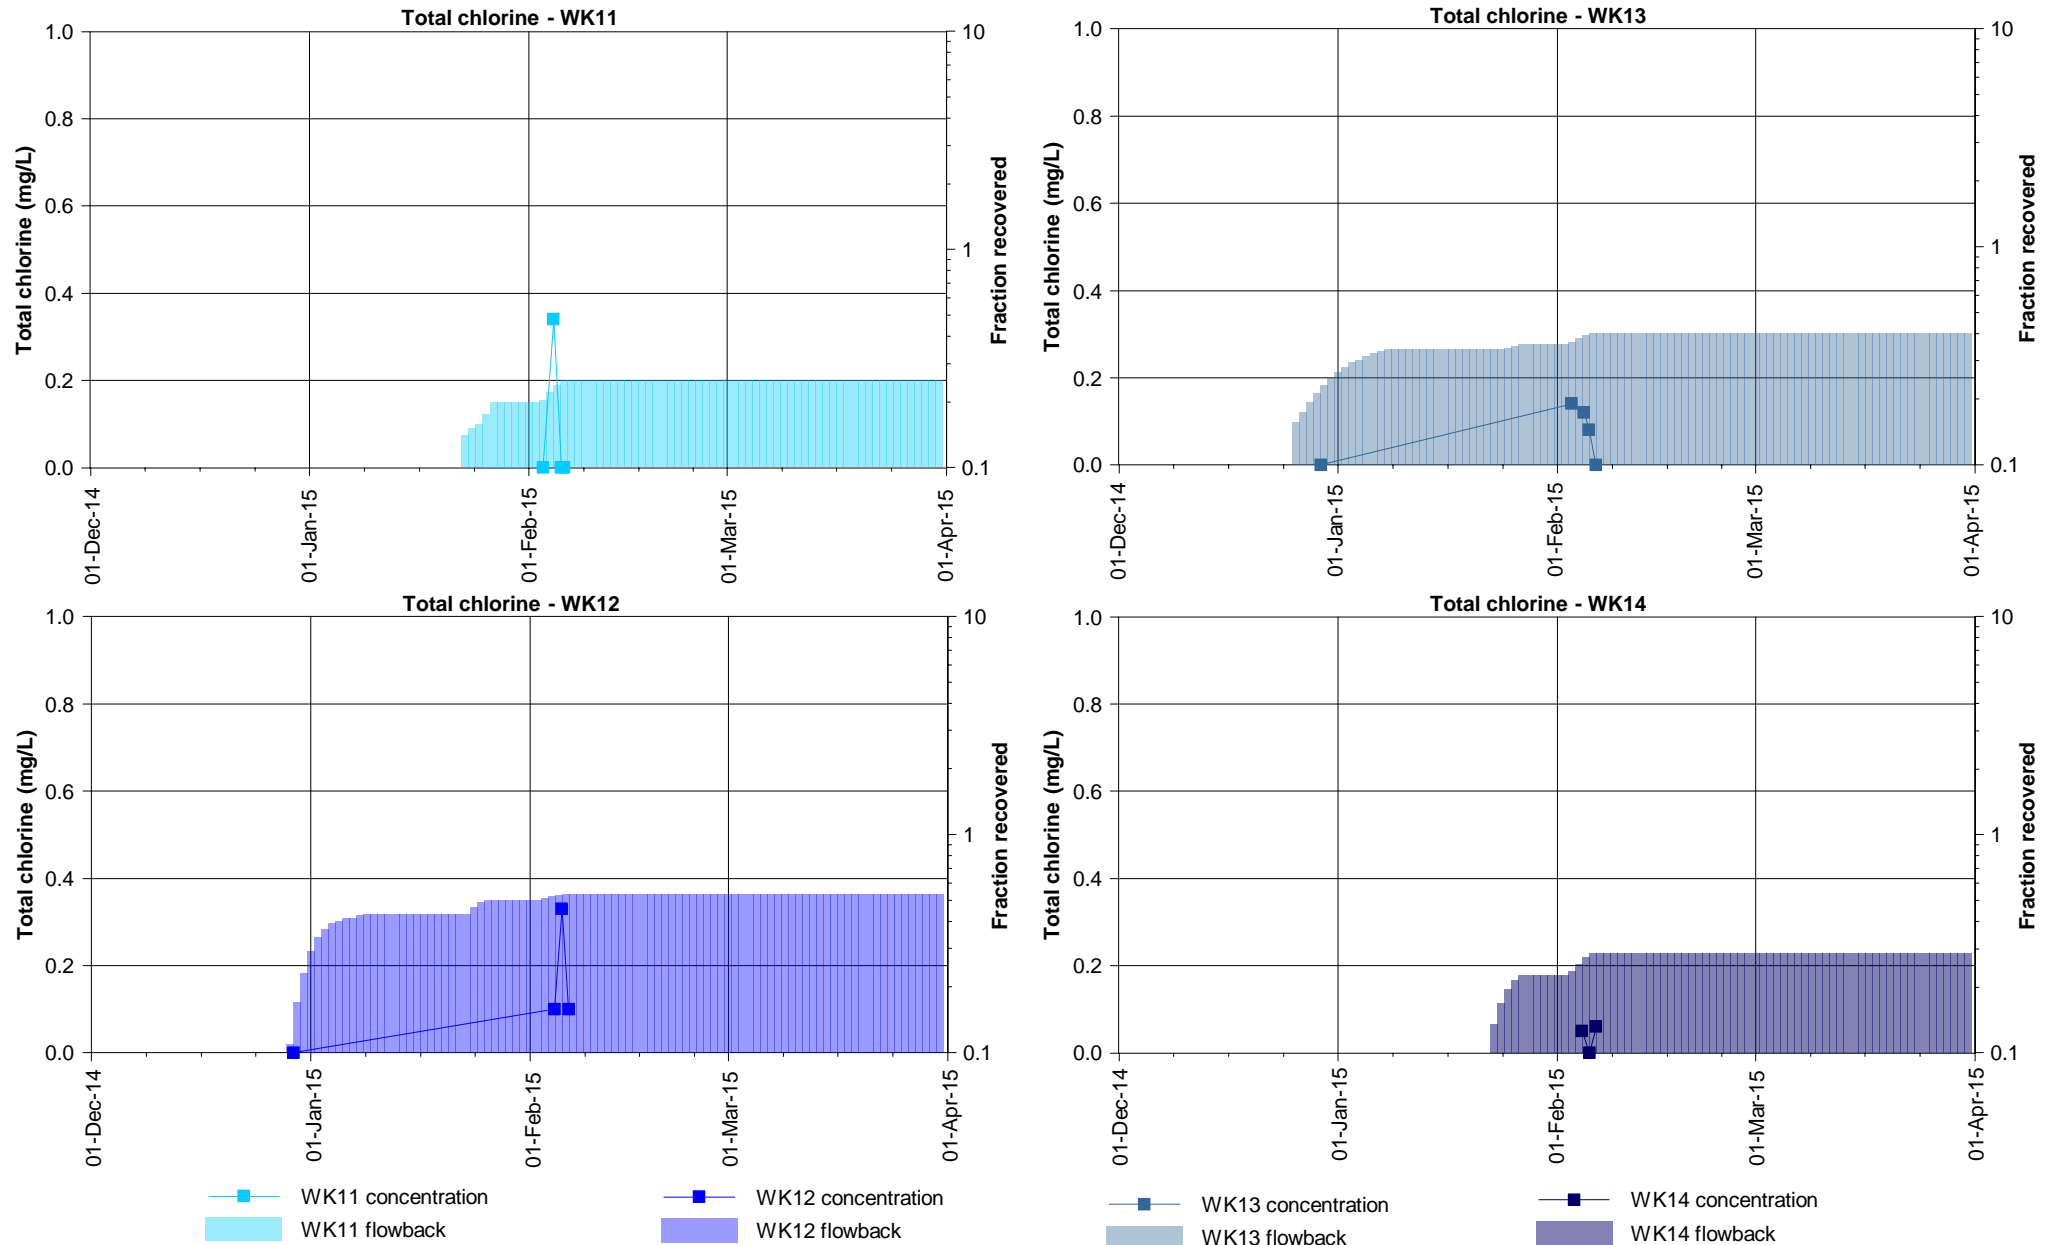 Total chlorine - WK11
1.0
0.8
0.6
0.4
0.2
0.0
Total chlorine (mg/L)
10
1
0.1
Fraction recovered
01-Dec-14
01-Jan-15
01-Feb-15
01-Mar-15
01-Apr-15
Total chlorine - WK13
1.0
0.8
0.6
0.4
0.2
0.0
Total chlorine (mg/L)
10
1
0.1
Fraction recovered
01-Dec-14
01-Jan-15
01-Feb-15
01-Mar-15
01-Apr-15
Total chlorine - WK12
1.0
0.8
0.6
0.4
0.2
0.0
Total chlorine (mg/L)
10
1
0.1
Fraction recovered
01-Dec-14
01-Jan-15
01-Feb-15
01-Mar-15
01-Apr-15
Total chlorine - WK14
1.0
0.8
0.6
0.4
0.2
0.0
Total chlorine (mg/L)
10
1
0.1
Fraction recovered
01-Dec-14
01-Jan-15
01-Feb-15
01-Mar-15
01-Apr-15
WK11 concentration
WK11 flowback
WK12 concentration
WK12 flowback
WK13 concentration
WK13 flowback
WK14 concentration
WK14 flowback